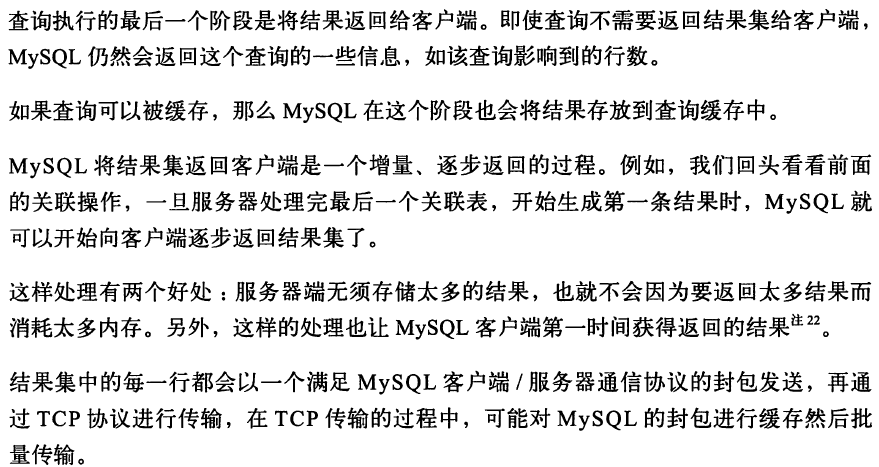 查询执行的最后一个阶段是将结果返回给客户端。即使查询不需要返回结果集给客户端，
MySQL 仍然会返回这个查询的一些信息，如该查询影响到的行数。
如果查询可以被缓存，那么 MySQL 在这个阶段也会将结果存放到查询缓存中。
MySQL 将结果集返回客户端是一个增量、逐步返回的过程。例如，我们回头看看前面
的关联操作，一旦服务器处理完最后一个关联表，开始生成第一条结果时，MySQL 就
可以开始向客户端逐步返回结果集了。
这样处理有两个好处：服务器端无须存储太多的结果，也就不会因为要返回太多结果而
消耗太多内存。另外，这样的处理也让 MySQL 客户端第一时间获得返回的结果注22。
结果集中的每一行都会以一个满足 MySQL 客户端 / 服务器通信协议的封包发送，再通
过 TCP 协议进行传输，在 TCP 传输的过程中，可能对 MySQL 的封包进行缓存然后批
量传输。